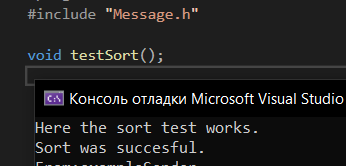 #include "Message.h"
void testSort();
Консоль отладки Microsoft Visual Studio
Here the sort test works.
Sort was succesful.